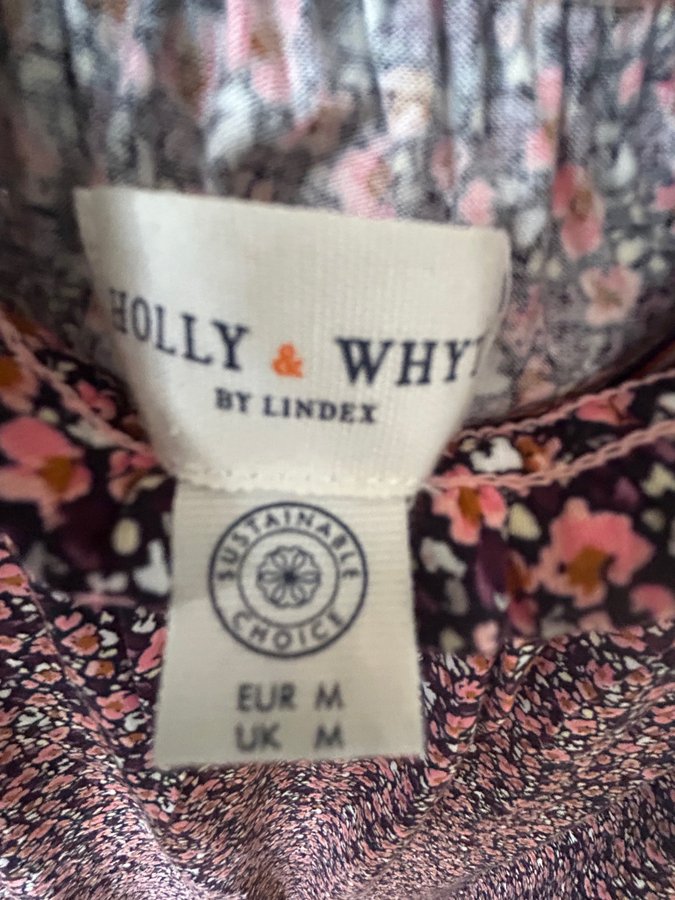 HOLLY & WHYT
BY LINDEX
SUSTAINABLE
CHOICE
EUR M
UK M